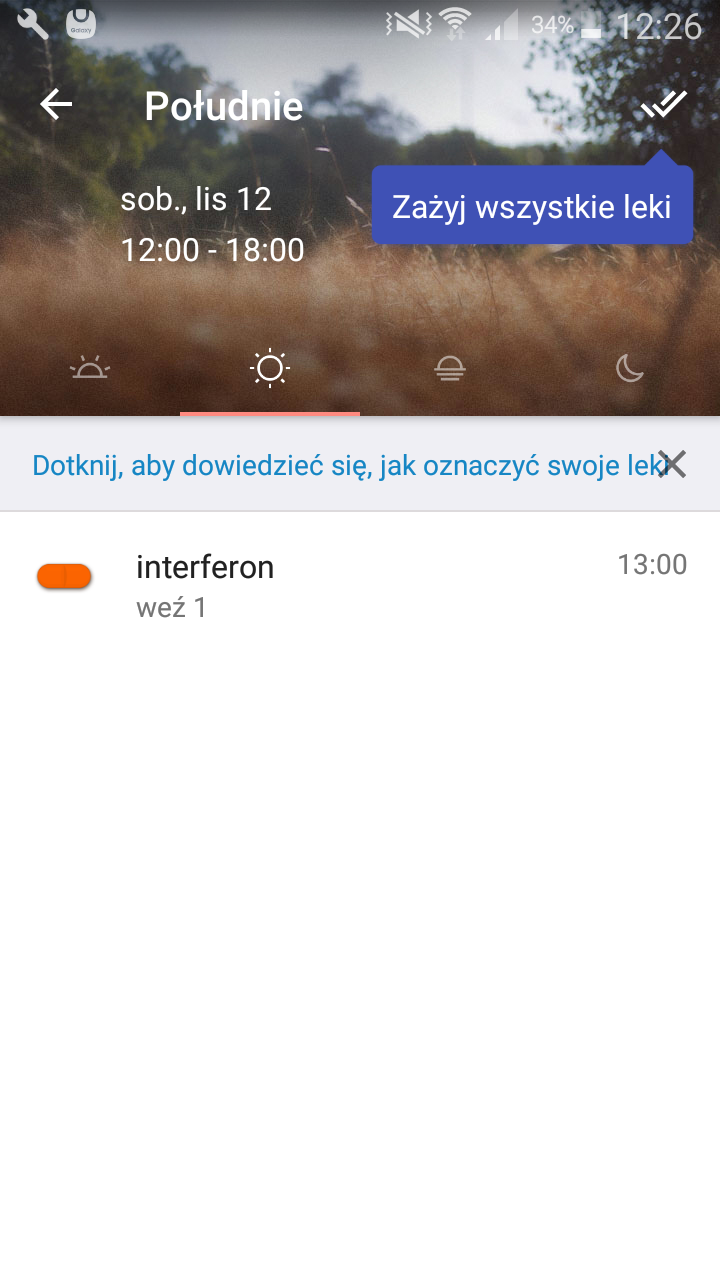 Galaxy
34%
12:26
Południe
sob., lis 12
Zażyj wszystkie leki
12:00 - 18:00
Dotknij, aby dowiedzieć się, jak oznaczyć swoje leki
interferon
13:00
weź 1